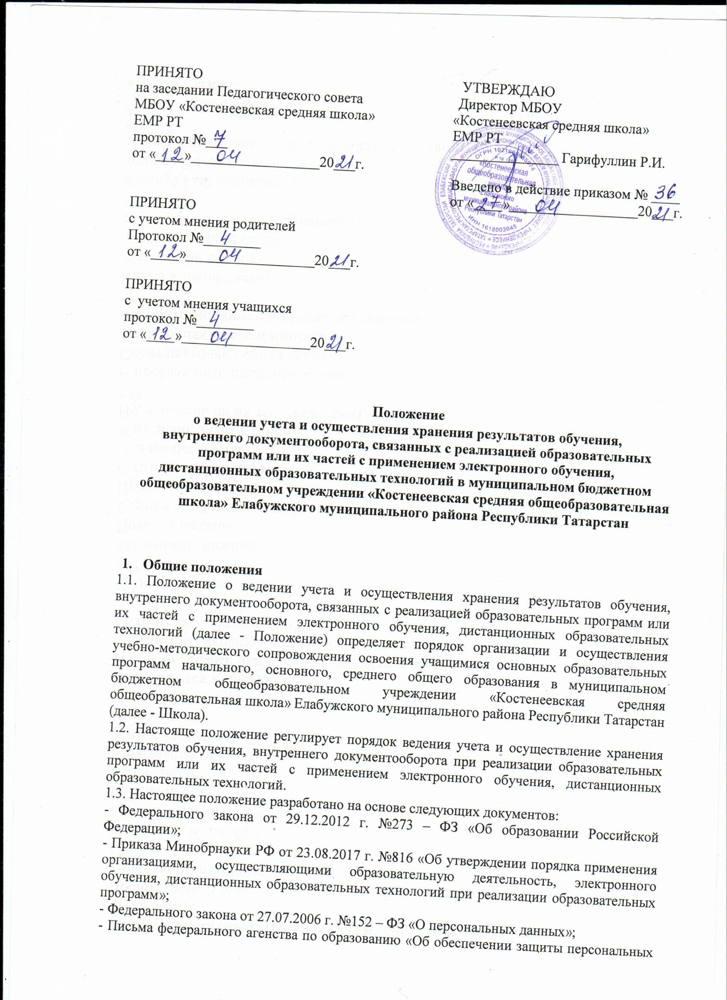 ПРИНЯТО
на заседании Педагогического совета
МБОУ «Костенеевская средняя школа»
ЕМР РТ
протокол № 7
от «12» 04 2021 г.
ПРИНЯТО
с учетом мнения родителей
Протокол № 4
от «12» 04 2021 г.
ПРИНЯТО
с учетом мнения учащихся
протокол № 4
от «12» 04 2021 г.
УТВЕРЖДАЮ
Директор МБОУ
«Костенеевская средняя школа»
ЕМР РТ
Гарифуллин Р.И.
Введено в действие приказом № 36
от «27» 04 2021 г.
«Костенеевская
общеобразовательная
школа»
Елабужского
муниципального района
Республики Татарстан
ИНН 1618003045
Положение
о ведении учета и осуществления хранения результатов обучения,
внутреннего документооборота, связанных с реализацией образовательных
программ или их частей с применением электронного обучения,
дистанционных образовательных технологий в муниципальном бюджетном
общеобразовательном учреждении «Костенеевская средняя общеобразовательная
школа» Елабужского муниципального района Республики Татарстан
1. Общие положения
1.1. Положение о ведении учета и осуществления хранения результатов обучения,
внутреннего документооборота, связанных с реализацией образовательных программ или
их частей с применением электронного обучения, дистанционных образовательных
технологий (далее - Положение) определяет порядок организации и осуществления
учебно-методического сопровождения освоения учащимися основных образовательных
программ начального, основного, среднего общего образования в муниципальном
бюджетном общеобразовательном учреждении «Костенеевская средняя
общеобразовательная школа» Елабужского муниципального района Республики Татарстан
(далее - Школа).
1.2. Настояще положение регулирует порядок ведения учета и осуществление хранения
результатов обучения, внутреннего документооборота при реализации образовательных
программ или их частей с применением электронного обучения, дистанционных
образовательных технологий.
1.3. Настоящее положение разработано на основе следующих документов:
- Федерального закона от 29.12.2012 г. №273 – ФЗ «Об образовании Российской
Федерации»;
- Приказа Минобрнауки РФ от 23.08.2017 г. №816 «Об утверждении порядка применения
организациями, осуществляющими образовательную деятельность, электронного
обучения, дистанционных образовательных технологий при реализации образовательных
программ»;
- Федерального закона от 27.07.2006 г. №152 – ФЗ «О персональных данных»;
- Письма федерального агенства по образованию «Об обеспечении защиты персональных